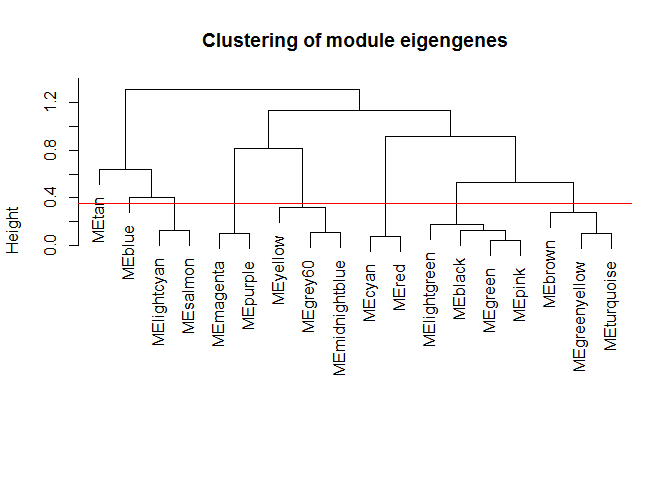 Clustering of module eigengenes
Height
1.2
0.8
0.4
0.0
MEtan
MEblue
MElightcyan
MEsalmon
MEmagenta
MEpurple
MEyellow
MEgrey60
MEmidnightblue
MEcyan
MEred
MElightgreen
MEblack
MEgreen
MEpink
MEbrown
MEgreenyellow
MEturquoise